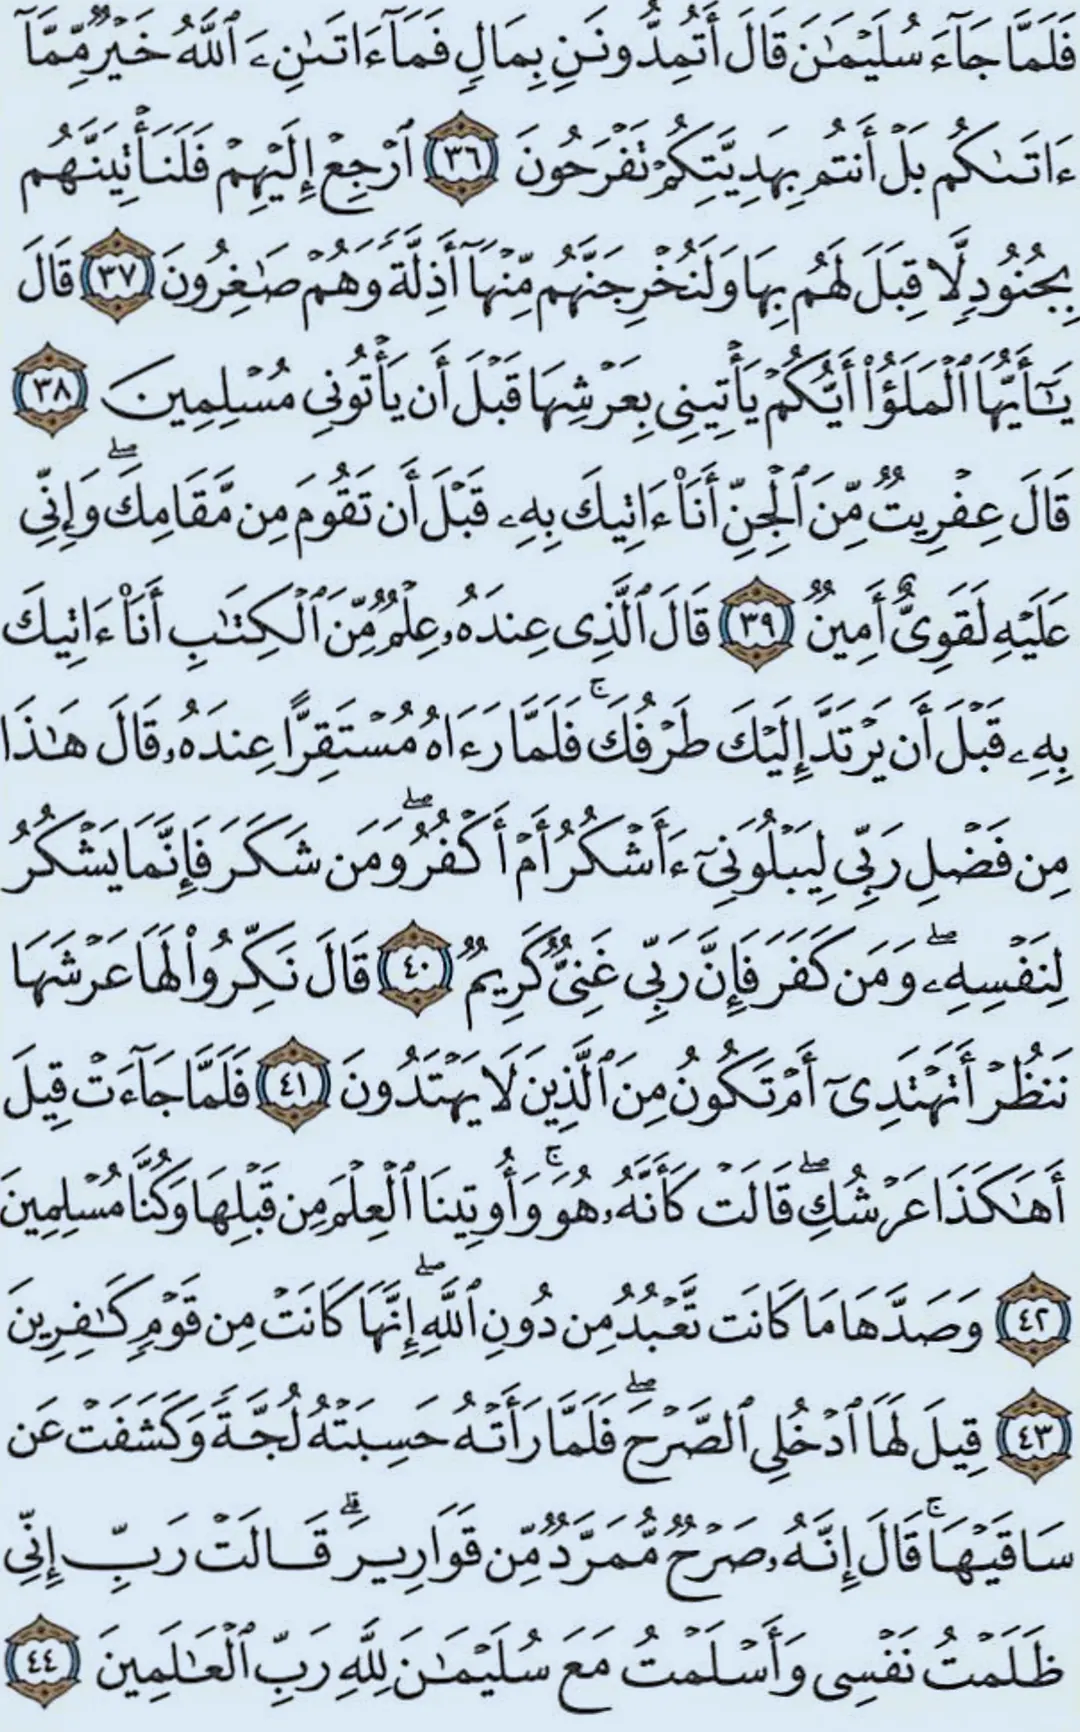 فَلَمَّا جَآءَ سُلَيْمَـٰنَ قَالَ أَتُمِدُّونَنِ بِمَالٍ فَمَآ ءَاتَىٰنِۦَ ٱللَّهُ خَيْرٌ مِّمَّآ
ءَاتَىٰكُم بَلْ أَنتُم بِهَدِيَّتِكُمْ تَفْرَحُونَ ٣٦ ٱرْجِعْ إِلَيْهِمْ فَلَنَأْتِيَنَّهُم
بِجُنُودٍ لَّا قِبَلَ لَهُم بِهَا وَلَنُخْرِجَنَّهُم مِّنْهَآ أَذِلَّةً وَهُمْ صَـٰغِرُونَ ٣٧ قَالَ
يَـٰٓأَيُّهَا ٱلْمَلَؤُا۟ أَيُّكُمْ يَأْتِينِى بِعَرْشِهَا قَبْلَ أَن يَأْتُونِى مُسْلِمِينَ ٣٨
قَالَ عِفْرِيتٌ مِّنَ ٱلْجِنِّ أَنَا۠ ءَاتِيكَ بِهِۦ قَبْلَ أَن تَقُومَ مِن مَّقَامِكَ ۖ وَإِنِّى
عَلَيْهِ لَقَوِىٌّ أَمِينٌ ٣٩ قَالَ ٱلَّذِى عِندَهُۥ عِلْمٌ مِّنَ ٱلْكِتَـٰبِ أَنَا۠ ءَاتِيكَ
بِهِۦ قَبْلَ أَن يَرْتَدَّ إِلَيْكَ طَرْفُكَ ۚ فَلَمَّا رَءَاهُ مُسْتَقِرًّا عِندَهُۥ قَالَ هَـٰذَا
مِن فَضْلِ رَبِّى لِيَبْلُوَنِىٓ ءَأَشْكُرُ أَمْ أَكْفُرُ ۖ وَمَن شَكَرَ فَإِنَّمَا يَشْكُرُ
لِنَفْسِهِۦ ۖ وَمَن كَفَرَ فَإِنَّ رَبِّى غَنِىٌّ كَرِيمٌ ٤٠ قَالَ نَكِّرُوا۟ لَهَا عَرْشَهَا
نَنظُرْ أَتَهْتَدِىٓ أَمْ تَكُونُ مِنَ ٱلَّذِينَ لَا يَهْتَدُونَ ٤١ فَلَمَّا جَآءَتْ قِيلَ
أَهَـٰكَذَا عَرْشُكِ ۖ قَالَتْ كَأَنَّهُۥ هُوَ ۚ وَأُوتِينَا ٱلْعِلْمَ مِن قَبْلِهَا وَكُنَّا مُسْلِمِينَ
٤٢ وَصَدَّهَا مَا كَانَت تَّعْبُدُ مِن دُونِ ٱللَّهِ ۖ إِنَّهَا كَانَتْ مِن قَوْمٍ كَـٰفِرِينَ
٤٣ قِيلَ لَهَا ٱدْخُلِى ٱلصَّرْحَ ۖ فَلَمَّا رَأَتْهُ حَسِبَتْهُ لُجَّةً وَكَشَفَتْ عَن
سَاقَيْهَا ۚ قَالَ إِنَّهُۥ صَرْحٌ مُّمَرَّدٌ مِّن قَوَارِيرَ ۗ قَالَتْ رَبِّ إِنِّى
ظَلَمْتُ نَفْسِى وَأَسْلَمْتُ مَعَ سُلَيْمَـٰنَ لِلَّهِ رَبِّ ٱلْعَـٰلَمِينَ ٤٤